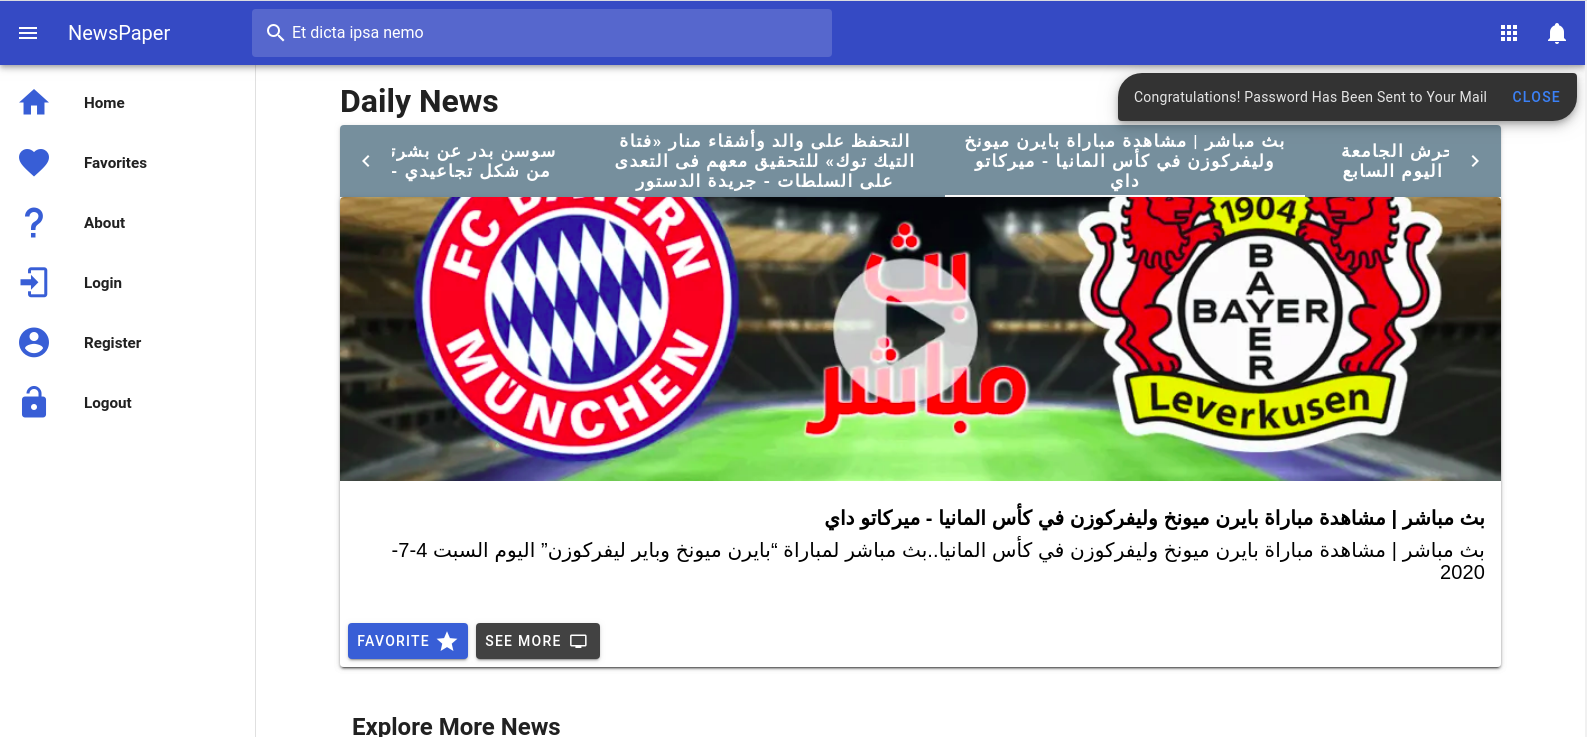 NewsPaper
Et dicta ipsa nemo
Congratulations! Password Has Been Sent to Your Mail CLOSE
Home
Favorites
About
Login
Register
Logout
Daily News
سوسن بدر عن بشرة
من شكل تجاعيدي -
التحفظ على والد وأشقاء منار «فتاة
التيك توك» للتحقيق معهم فى التعدى
على السلطات - جريدة الدستور
بث مباشر | مشاهدة مباراة بايرن ميونخ
وليفركوزن في كأس المانيا - ميركاتو
داي
حرش الجامعة
اليوم السابع
FC BAYERN
MÜNCHEN
بث
مباشر
1904
BAYER
BAYER
Leverkusen
بث مباشر | مشاهدة مباراة بايرن ميونخ وليفركوزن في كأس المانيا - ميركاتو داي
بث مباشر | مشاهدة مباراة بايرن ميونخ وليفركوزن في كأس المانيا..بث مباشر لمباراة “بايرن ميونخ وباير ليفركوزن” اليوم السبت 4-7-
2020
FAVORITE
SEE MORE
Explore More News